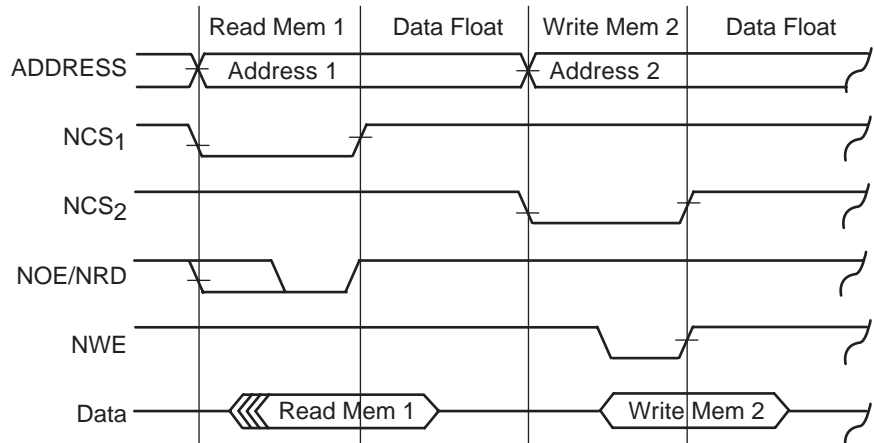 Read Mem 1 Data Float Write Mem 2 Data Float
ADDRESS Address 1 Address 2
NCS1
NCS2
NOE/NRD
NWE
Data Read Mem 1 Write Mem 2